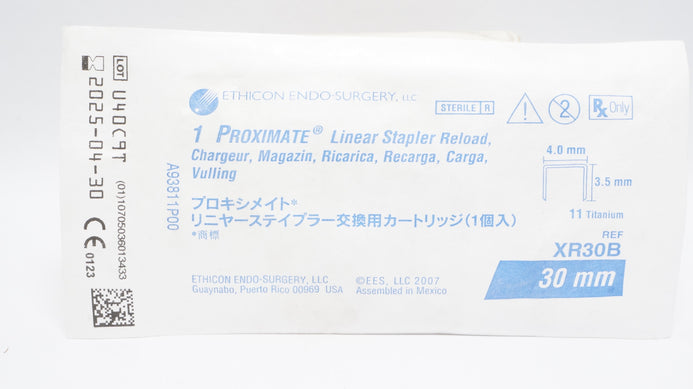 ETHICON ENDO-SURGERY, LLC
STERILE R
2
Rx Only
1 PROXIMATE® Linear Stapler Reload,
Chargeur, Magazin, Ricarica, Recarga, Carga,
Vulling
プロキシメイト*
リニヤーステイプラー交換用カートリッジ(1個入)
*商標
4.0 mm
3.5 mm
11 Titanium
REF
XR30B
30 mm
ETHICON ENDO-SURGERY, LLC
Guaynabo, Puerto Rico 00969 USA
©EES, LLC 2007
Assembled in Mexico
A93811P00
LOT U40C9T
2025-04-30
(01)10705036013433
CE 0123